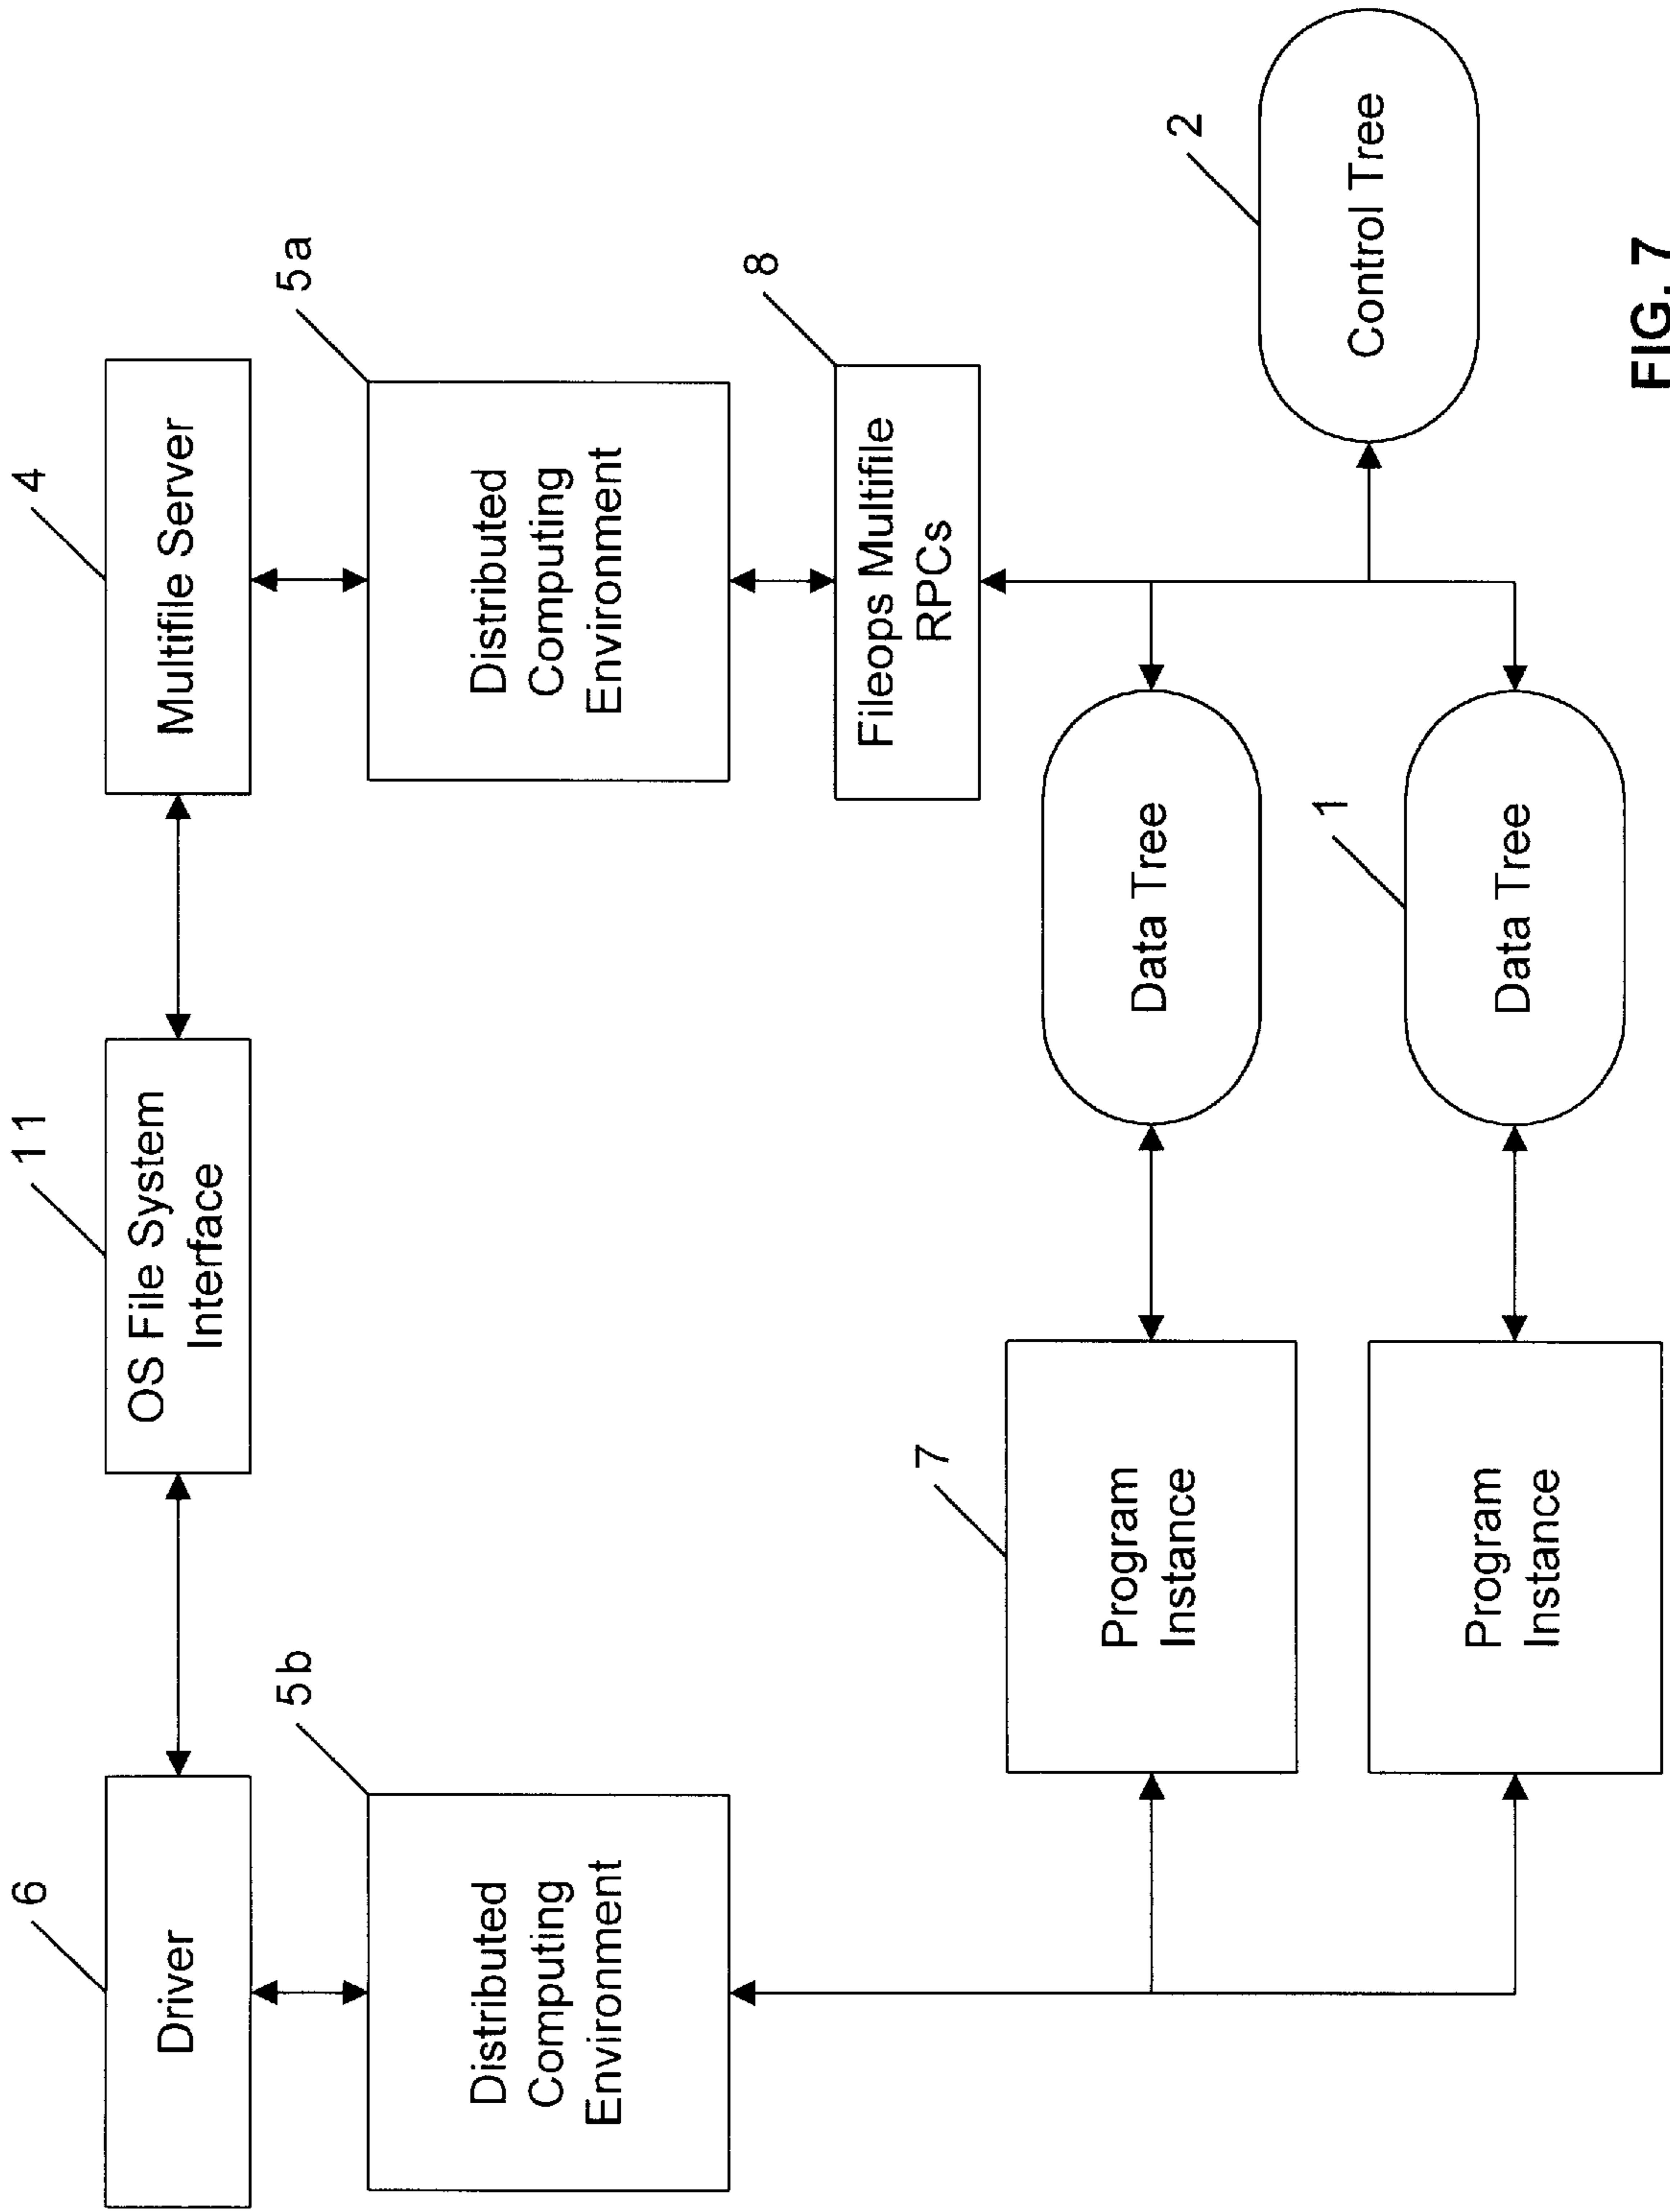 6
Driver
11
OS File System
Interface
4
Multifile Server
5b
Distributed
Computing
Environment
5a
Distributed
Computing
Environment
8
Fileops Multifile
RPCs
7
Program
Instance
Data Tree
2
Control Tree
Program
Instance
1
Data Tree
FIG. 7